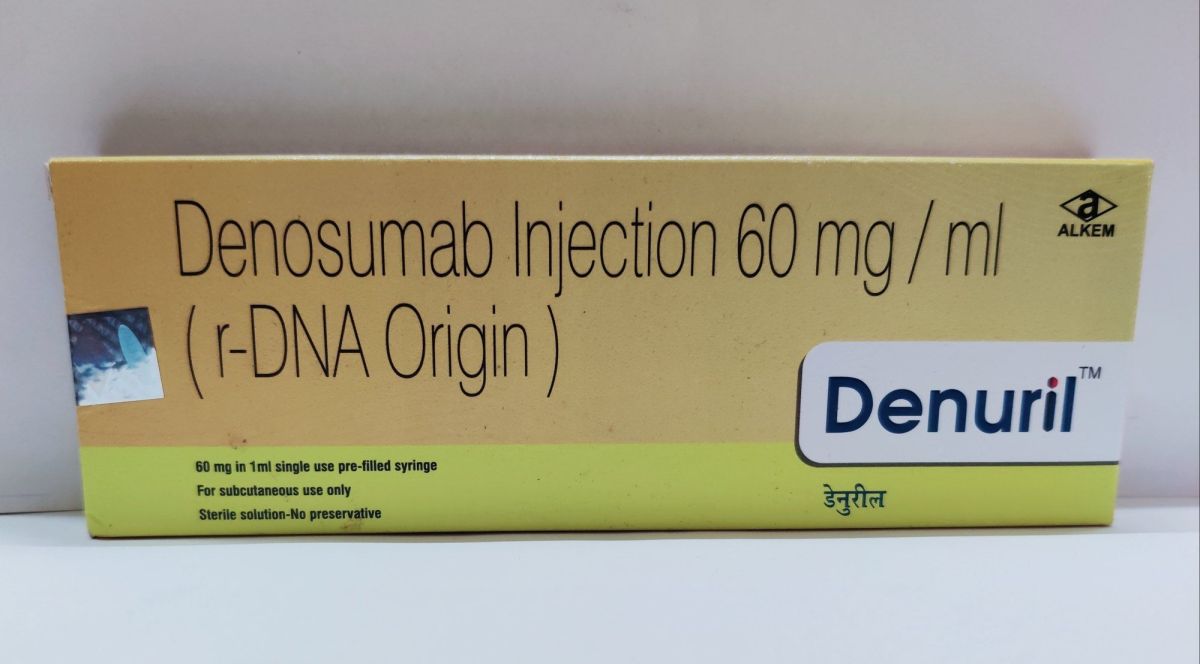 Denosumab Injection 60 mg / ml
( r-DNA Origin )
a
ALKEM
Denuril™
60 mg in 1ml single use pre-filled syringe
For subcutaneous use only
Sterile solution-No preservative
डेनुरील